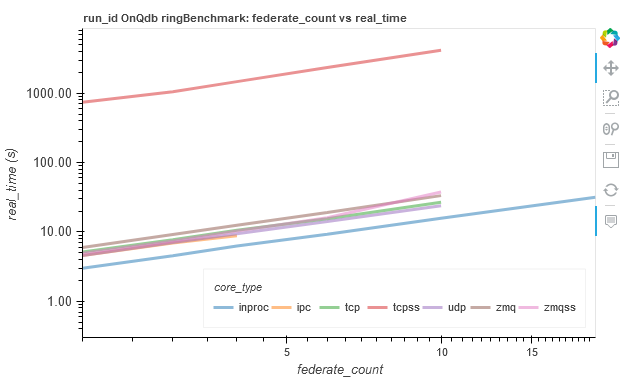 run_id OnQdb ringBenchmark: federate_count vs real_time
1000.00
100.00
10.00
1.00
real_time (s)
core_type
inproc ipc tcp tcpss udp zmq zmqss
5 10 15
federate_count